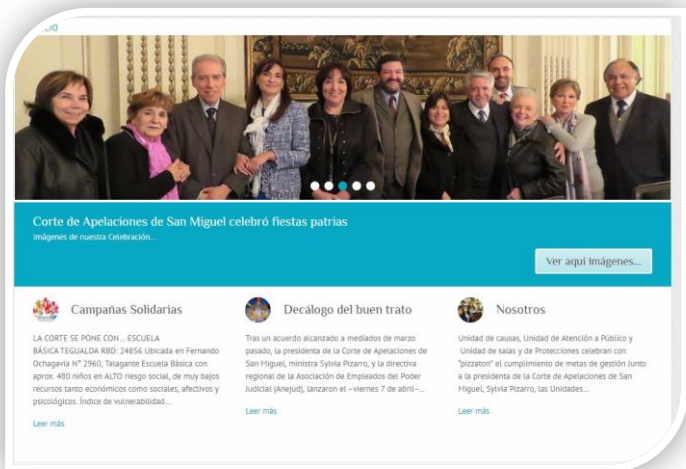 Corte de Apelaciones de San Miguel celebró fiestas patrias
Imágenes de nuestra Celebración...
Ver aquí Imágenes...
Campañas Solidarias
LA CORTE SE PONE CON... ESCUELA
BÁSICA TEGUALDA RBD: 24856 Ubicada en Fernando
Ochagavia N° 2960, Talagante Escuela Básica con
aprox. 480 niños en ALTO riesgo social, de muy bajos
recursos tanto económicos como sociales, afectivos y
psicológicos. Índice de vulnerabilidad...
Leer más
Decálogo del buen trato
Tras un acuerdo alcanzado a mediados de marzo
pasado, la presidenta de la Corte de Apelaciones de
San Miguel, ministra Sylvia Pizarro, y la directiva
regional de la Asociación de Empleados del Poder
Judicial (Anejud), lanzaron el –viernes 7 de abril–...
Leer más
Nosotros
Unidad de causas, Unidad de Atención a Público y
Unidad de salas y de Protecciones celebran con
"pizzaton" el cumplimiento de metas de gestión Junto
a la presidenta de la Corte de Apelaciones de San
Miguel, Sylvia Pizarro, las Unidades...
Leer más